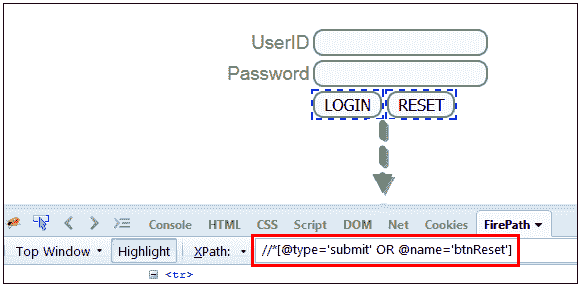 UserID
Password
LOGIN RESET
Console HTML CSS Script DOM Net Cookies FirePath
Top Window Highlight XPath: //*[@type='submit' OR @name='btnReset']
<tr>